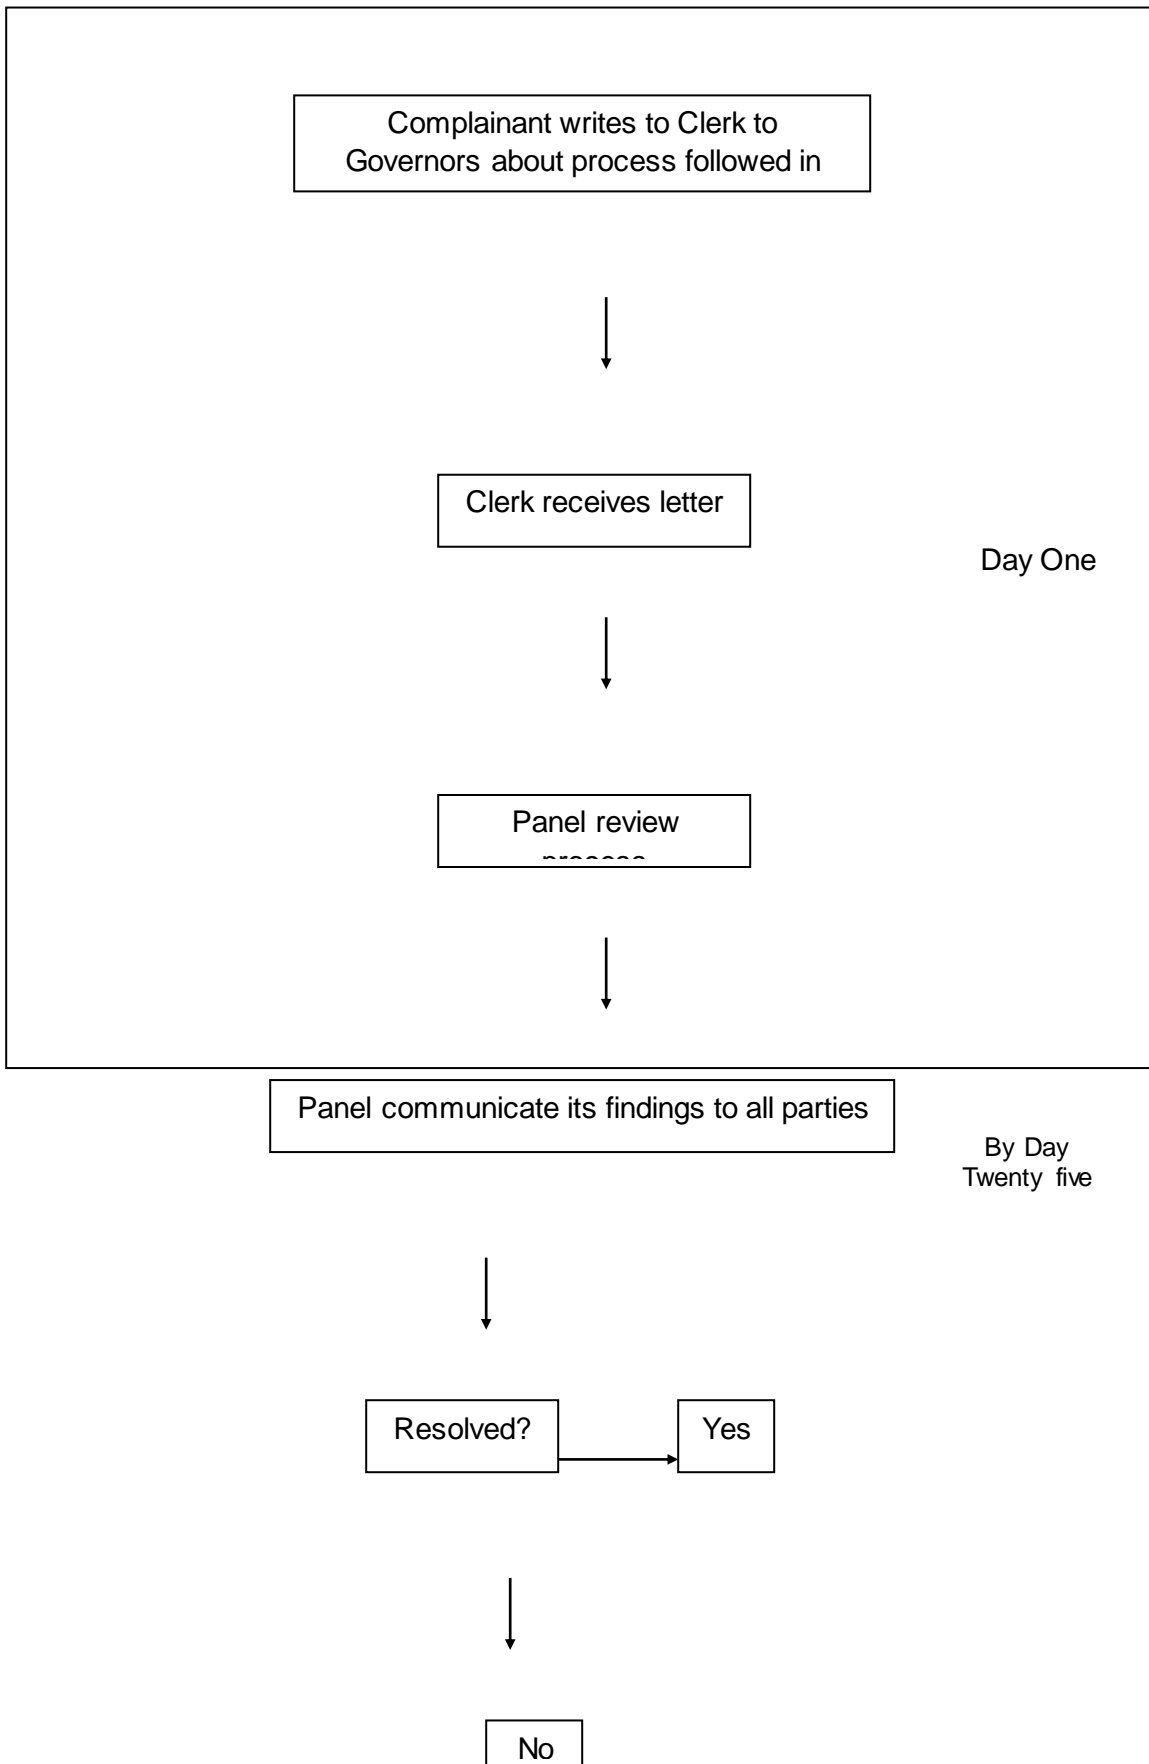 Complainant writes to Clerk to
Governors about process followed in
Clerk receives letter
Day One
Panel review
process
Panel communicate its findings to all parties
By Day
Twenty five
Resolved?
Yes
No